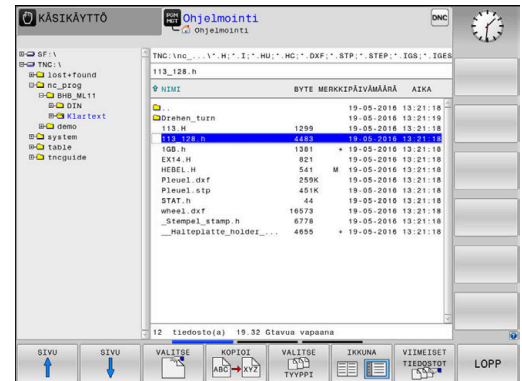 KÄSIKÄYTTÖ
PGM MGT
Ohjelmointi
Ohjelmointi
DNC
SF:\
TNC:\
lost+found
nc_prog
BHB_ML11
DIN
Klartext
demo
system
table
tncguide
TNC:\nc_...\*.H;*.I;*.HU;*.HC;*.DXF;*.STP;*.STEP;*.IGS;*.IGES
113_128.h
NIMI BYTE MERKKIPÄIVÄMÄÄRÄ AIKA
.. 19-05-2016 13:21:18
Drehen_turn 19-05-2016 13:21:19
113.H 1299 19-05-2016 13:21:18
113_128.h 4483 19-05-2016 13:21:18
1GB.h 1381 + 19-05-2016 13:21:18
EX14.H 821 19-05-2016 13:21:18
HEBEL.H 541 M 19-05-2016 13:21:18
Pleuel.dxf 259K 19-05-2016 13:21:18
Pleuel.stp 451K 19-05-2016 13:21:18
STAT.h 44 19-05-2016 13:21:18
wheel.dxf 16573 19-05-2016 13:21:18
_Stempel_stamp.h 6778 19-05-2016 13:21:18
__Halteplatte_holder_... 4655 + 19-05-2016 13:21:18
12 tiedosto(a) 19.32 Gtavua vapaana
SIVU
SIVU
VALITSE
KOPIOI
ABC XYZ
VALITSE
TYYPPI
IKKUNA
VIIMEISET
TIEDOSTOT
LOPP